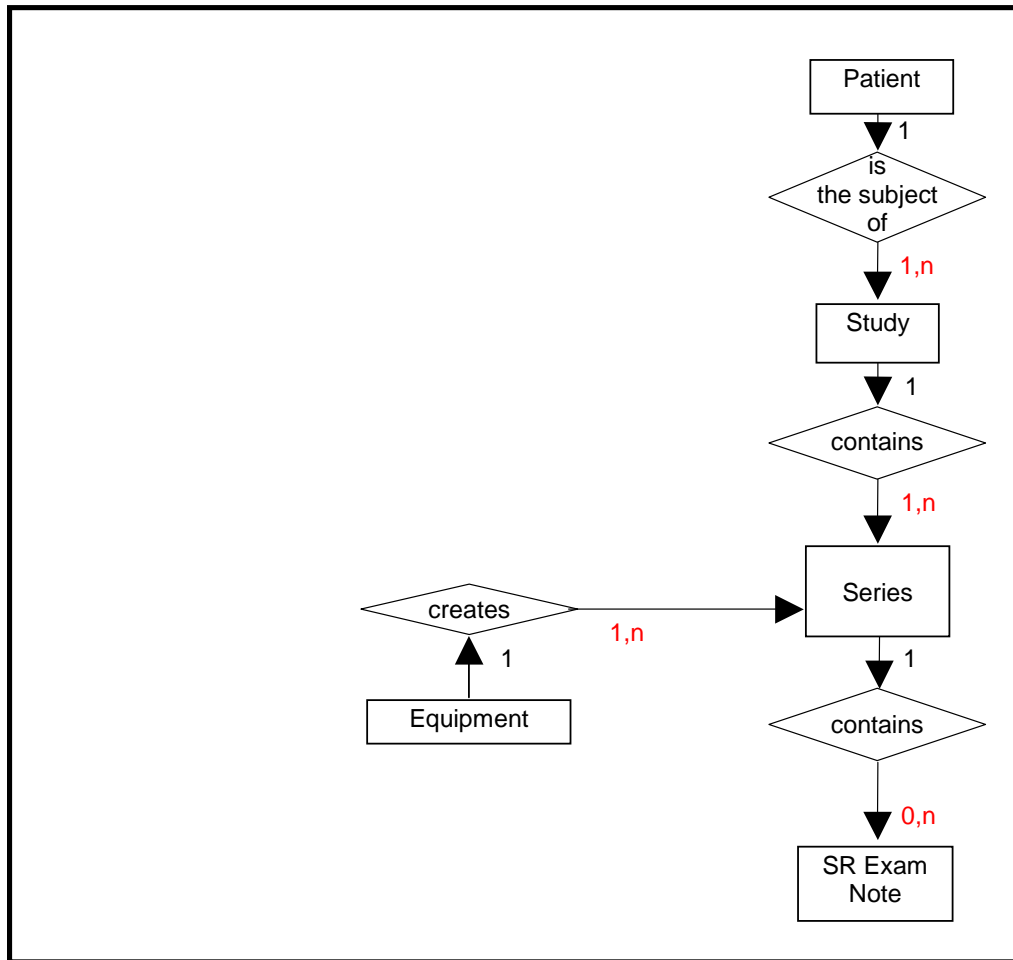 Patient
1
is
the subject
of
1,n
Study
1
contains
1,n
Series
creates
1,n
1
1
Equipment
contains
0,n
SR Exam
Note